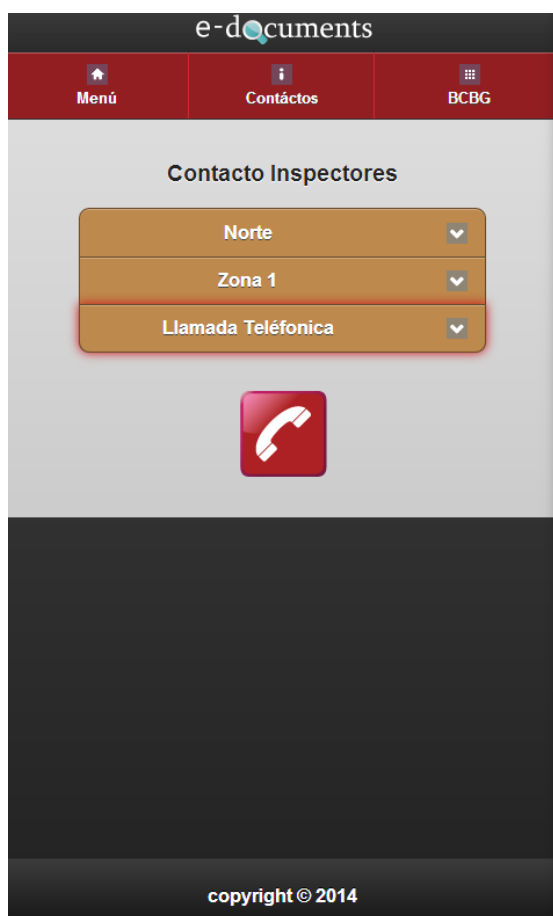 e-documents
Menú
Contáctos
BCBG
Contacto Inspectores
Norte
Zona 1
Llamada Teléfonica
copyright © 2014